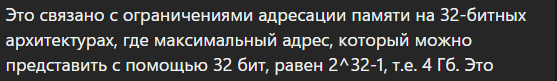 Это связано с ограничениями адресации памяти на 32-битных
архитектурах, где максимальный адрес, который можно
представить с помощью 32 бит, равен 2^32-1, т.е. 4 Гб. Это